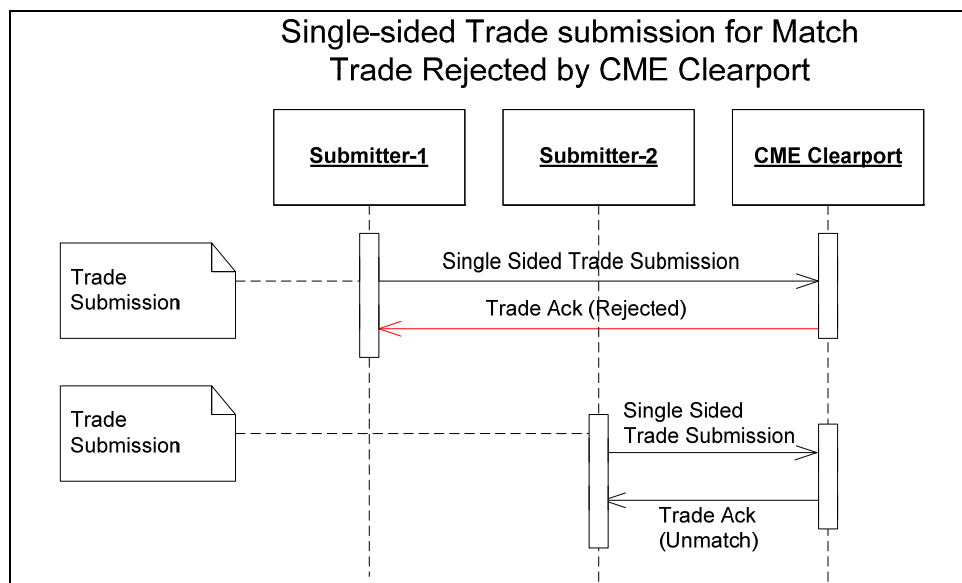 Single-sided Trade submission for Match
Trade Rejected by CME Clearport
Submitter-1
Submitter-2
CME Clearport
Trade
Submission
Single Sided Trade Submission
Trade Ack (Rejected)
Trade
Submission
Single Sided
Trade Submission
Trade Ack
(Unmatch)